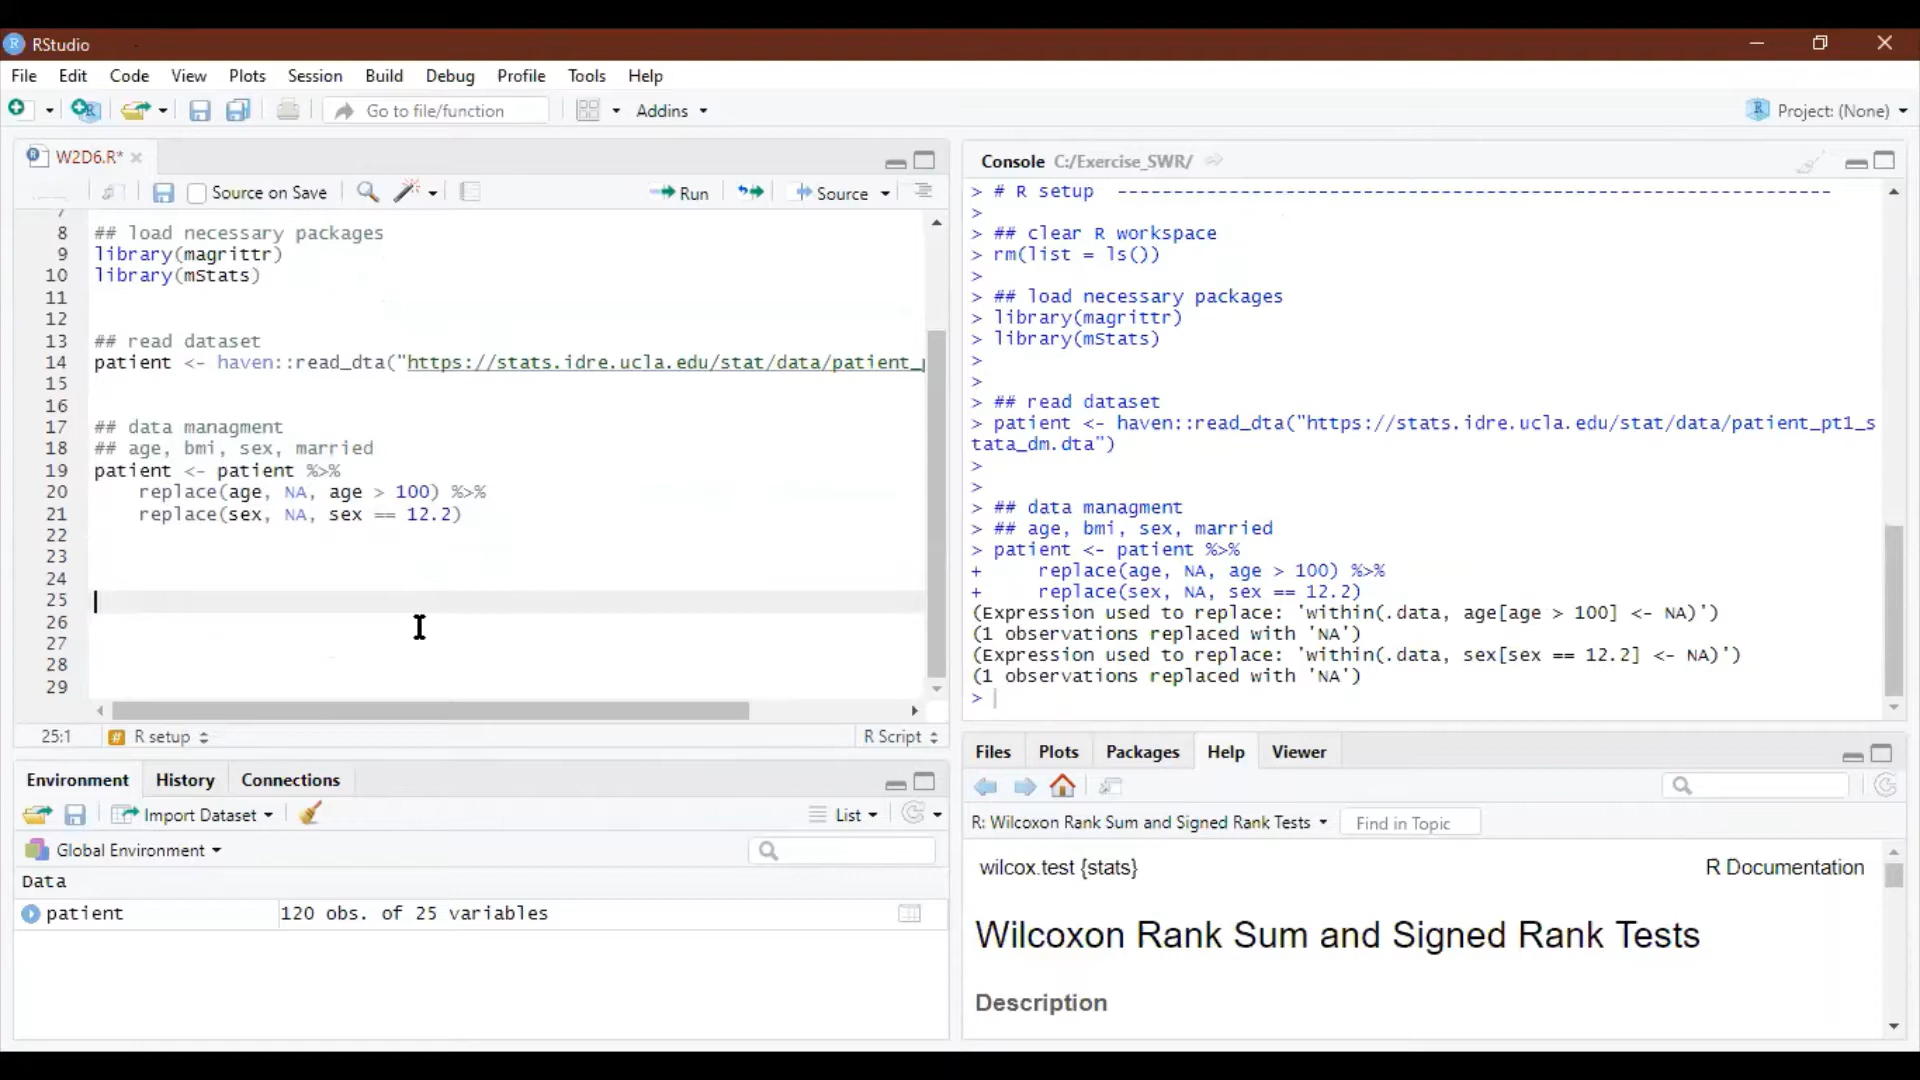 RStudio
File Edit Code View Plots Session Build Debug Profile Tools Help
Go to file/function Addins Project: (None)
W2D6.R*
Source on Save Run Source
7
8 ## load necessary packages
9 library(magrittr)
10 library(mStats)
11
12
13 ## read dataset
14 patient <- haven::read_dta("https://stats.idre.ucla.edu/stat/data/patient_
15
16
17 ## data managment
18 ## age, bmi, sex, married
19 patient <- patient %>%
20 replace(age, NA, age > 100) %>%
21 replace(sex, NA, sex == 12.2)
22
23
24
25
26
27
28
29
25:1 R setup R Script
Environment History Connections
Import Dataset List
Global Environment
Data
patient 120 obs. of 25 variables
Console C:/Exercise_SWR/
> # R setup ----------------------------------------------------------------
>
> ## clear R workspace
> rm(list = ls())
>
> ## load necessary packages
> library(magrittr)
> library(mStats)
>
>
> ## read dataset
> patient <- haven::read_dta("https://stats.idre.ucla.edu/stat/data/patient_pt1_s
tata_dm.dta")
>
>
> ## data managment
> ## age, bmi, sex, married
> patient <- patient %>%
+ replace(age, NA, age > 100) %>%
+ replace(sex, NA, sex == 12.2)
(Expression used to replace: 'within(.data, age[age > 100] <- NA)')
(1 observations replaced with 'NA')
(Expression used to replace: 'within(.data, sex[sex == 12.2] <- NA)')
(1 observations replaced with 'NA')
>
Files Plots Packages Help Viewer
R: Wilcoxon Rank Sum and Signed Rank Tests Find in Topic
wilcox.test {stats} R Documentation
Wilcoxon Rank Sum and Signed Rank Tests
Description